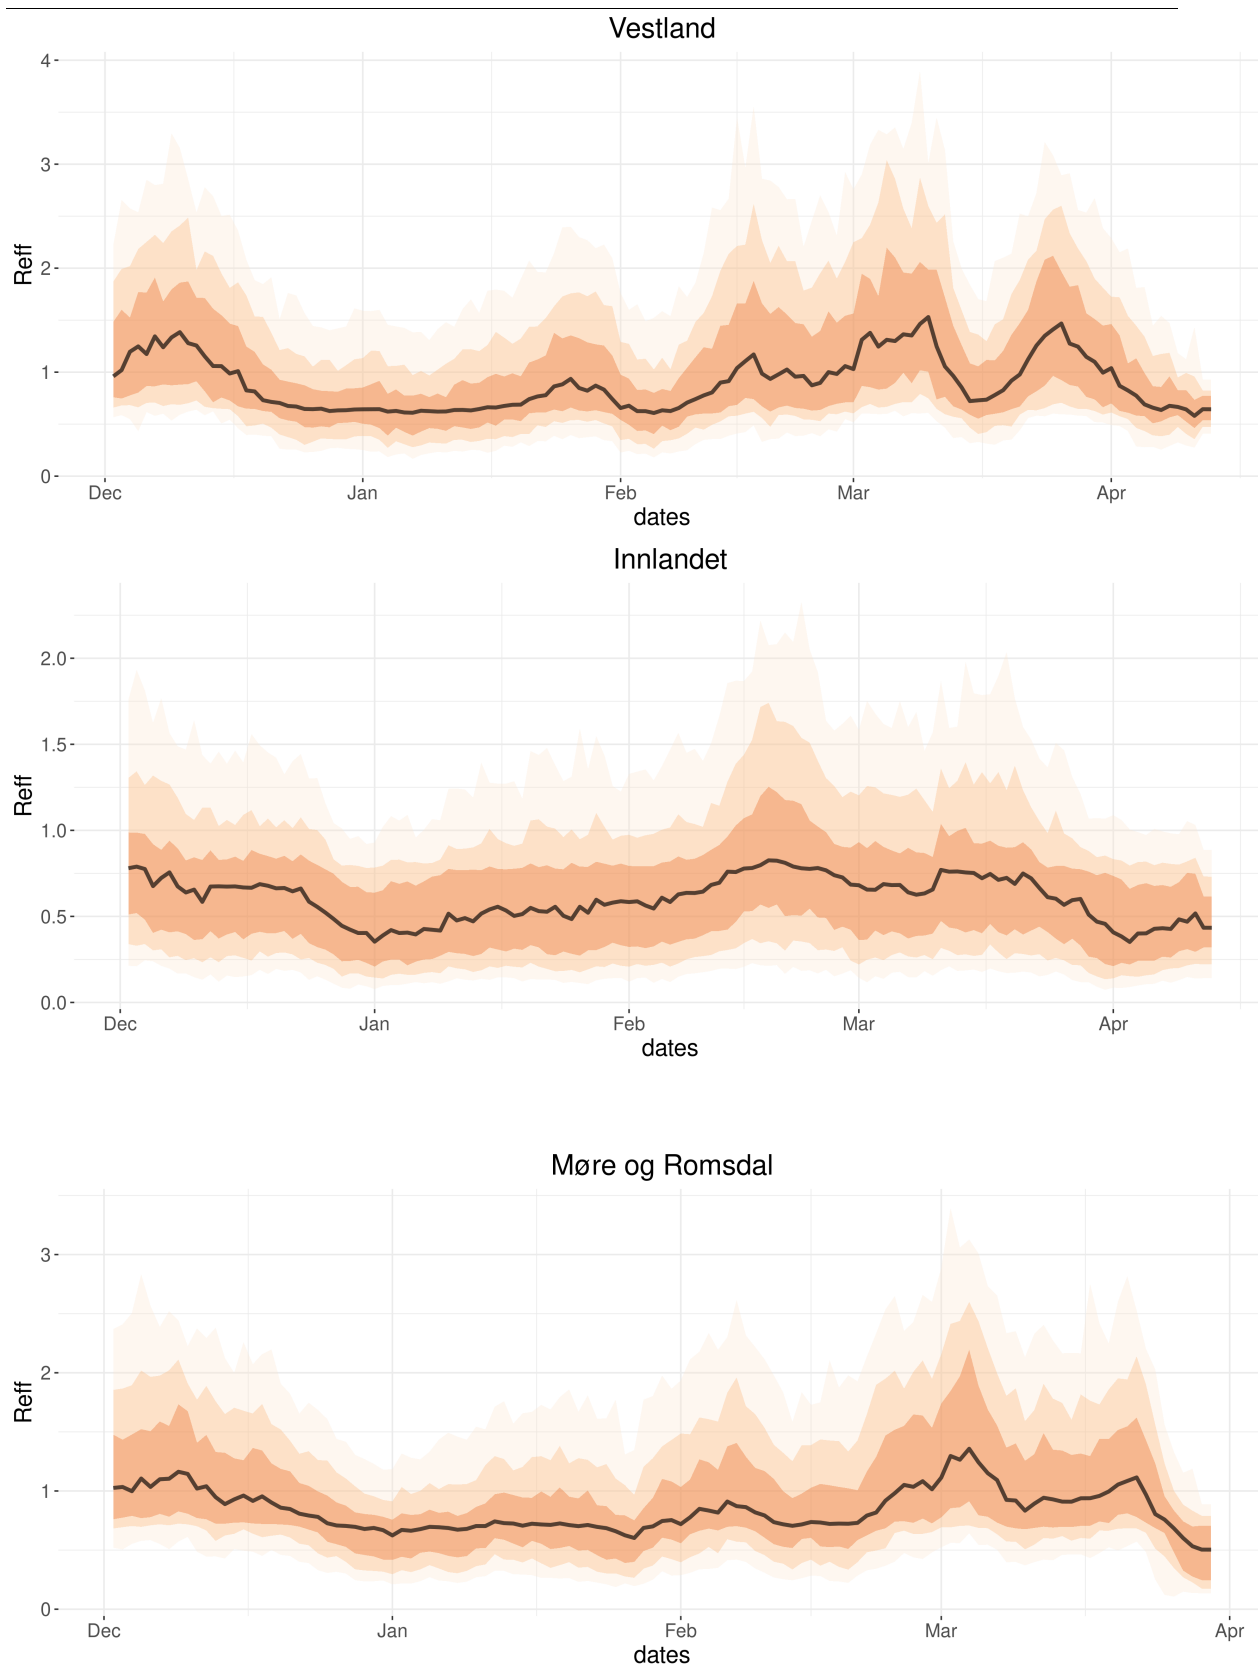 Vestland
4
3
2
1
0
Reff
Dec Jan Feb Mar Apr
dates
Innlandet
2.0
1.5
1.0
0.5
0.0
Reff
Dec Jan Feb Mar Apr
dates
Møre og Romsdal
3
2
1
0
Reff
Dec Jan Feb Mar Apr
dates